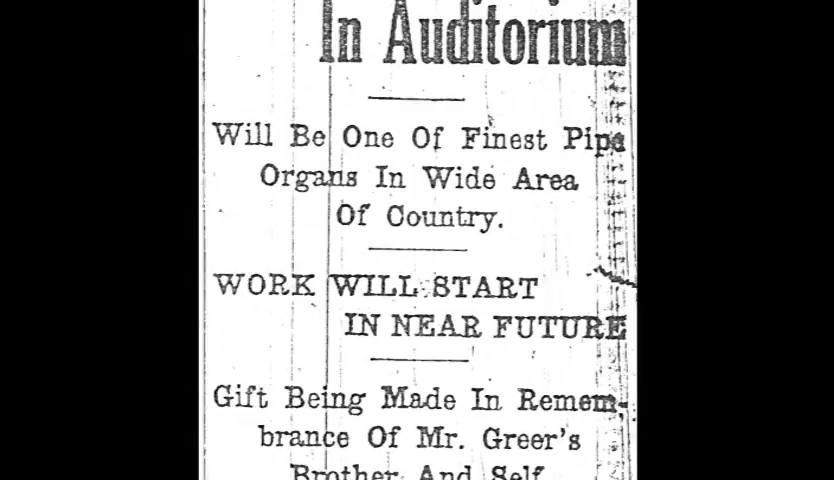 In Auditorium
Will Be One Of Finest Pipe
Organs In Wide Area
Of Country.
WORK WILL START
IN NEAR FUTURE
Gift Being Made In Remem-
brance Of Mr. Greer's
Brother And Self